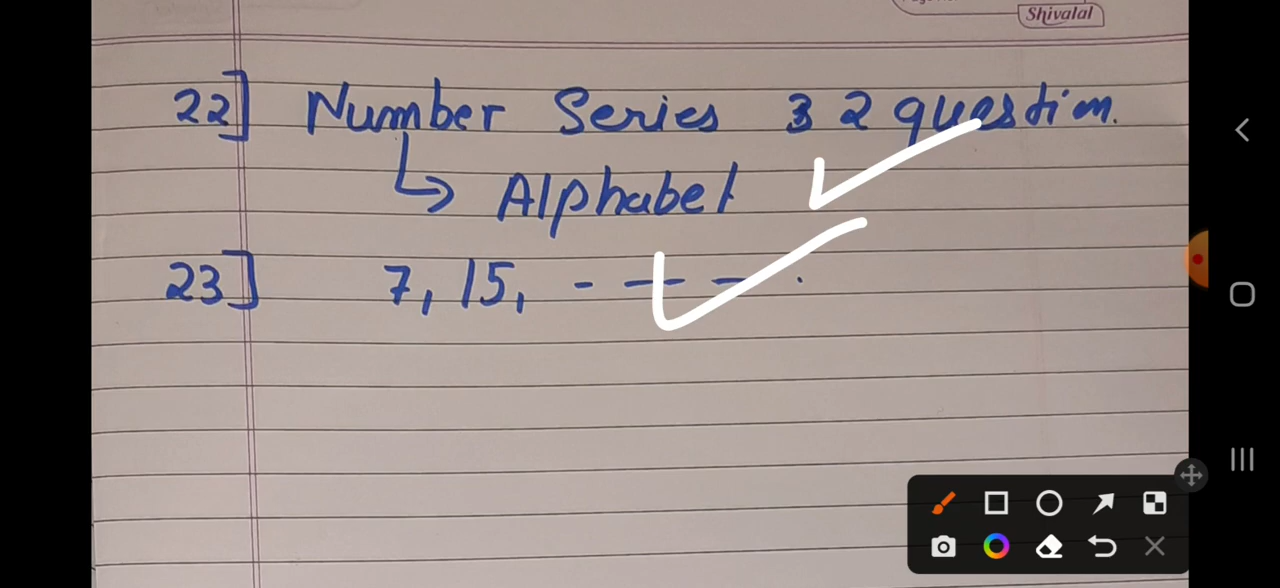 Shivalal
22] Number Series 3 2 question.
↳ Alphabet
23] 7, 15, - - - .